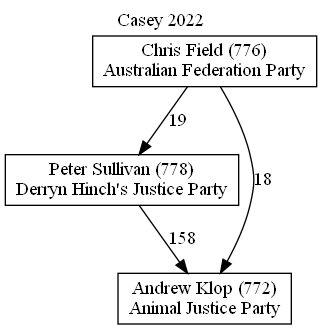 Casey 2022
Chris Field (776)
Australian Federation Party
19
Peter Sullivan (778)
Derryn Hinch's Justice Party
18
158
Andrew Klop (772)
Animal Justice Party